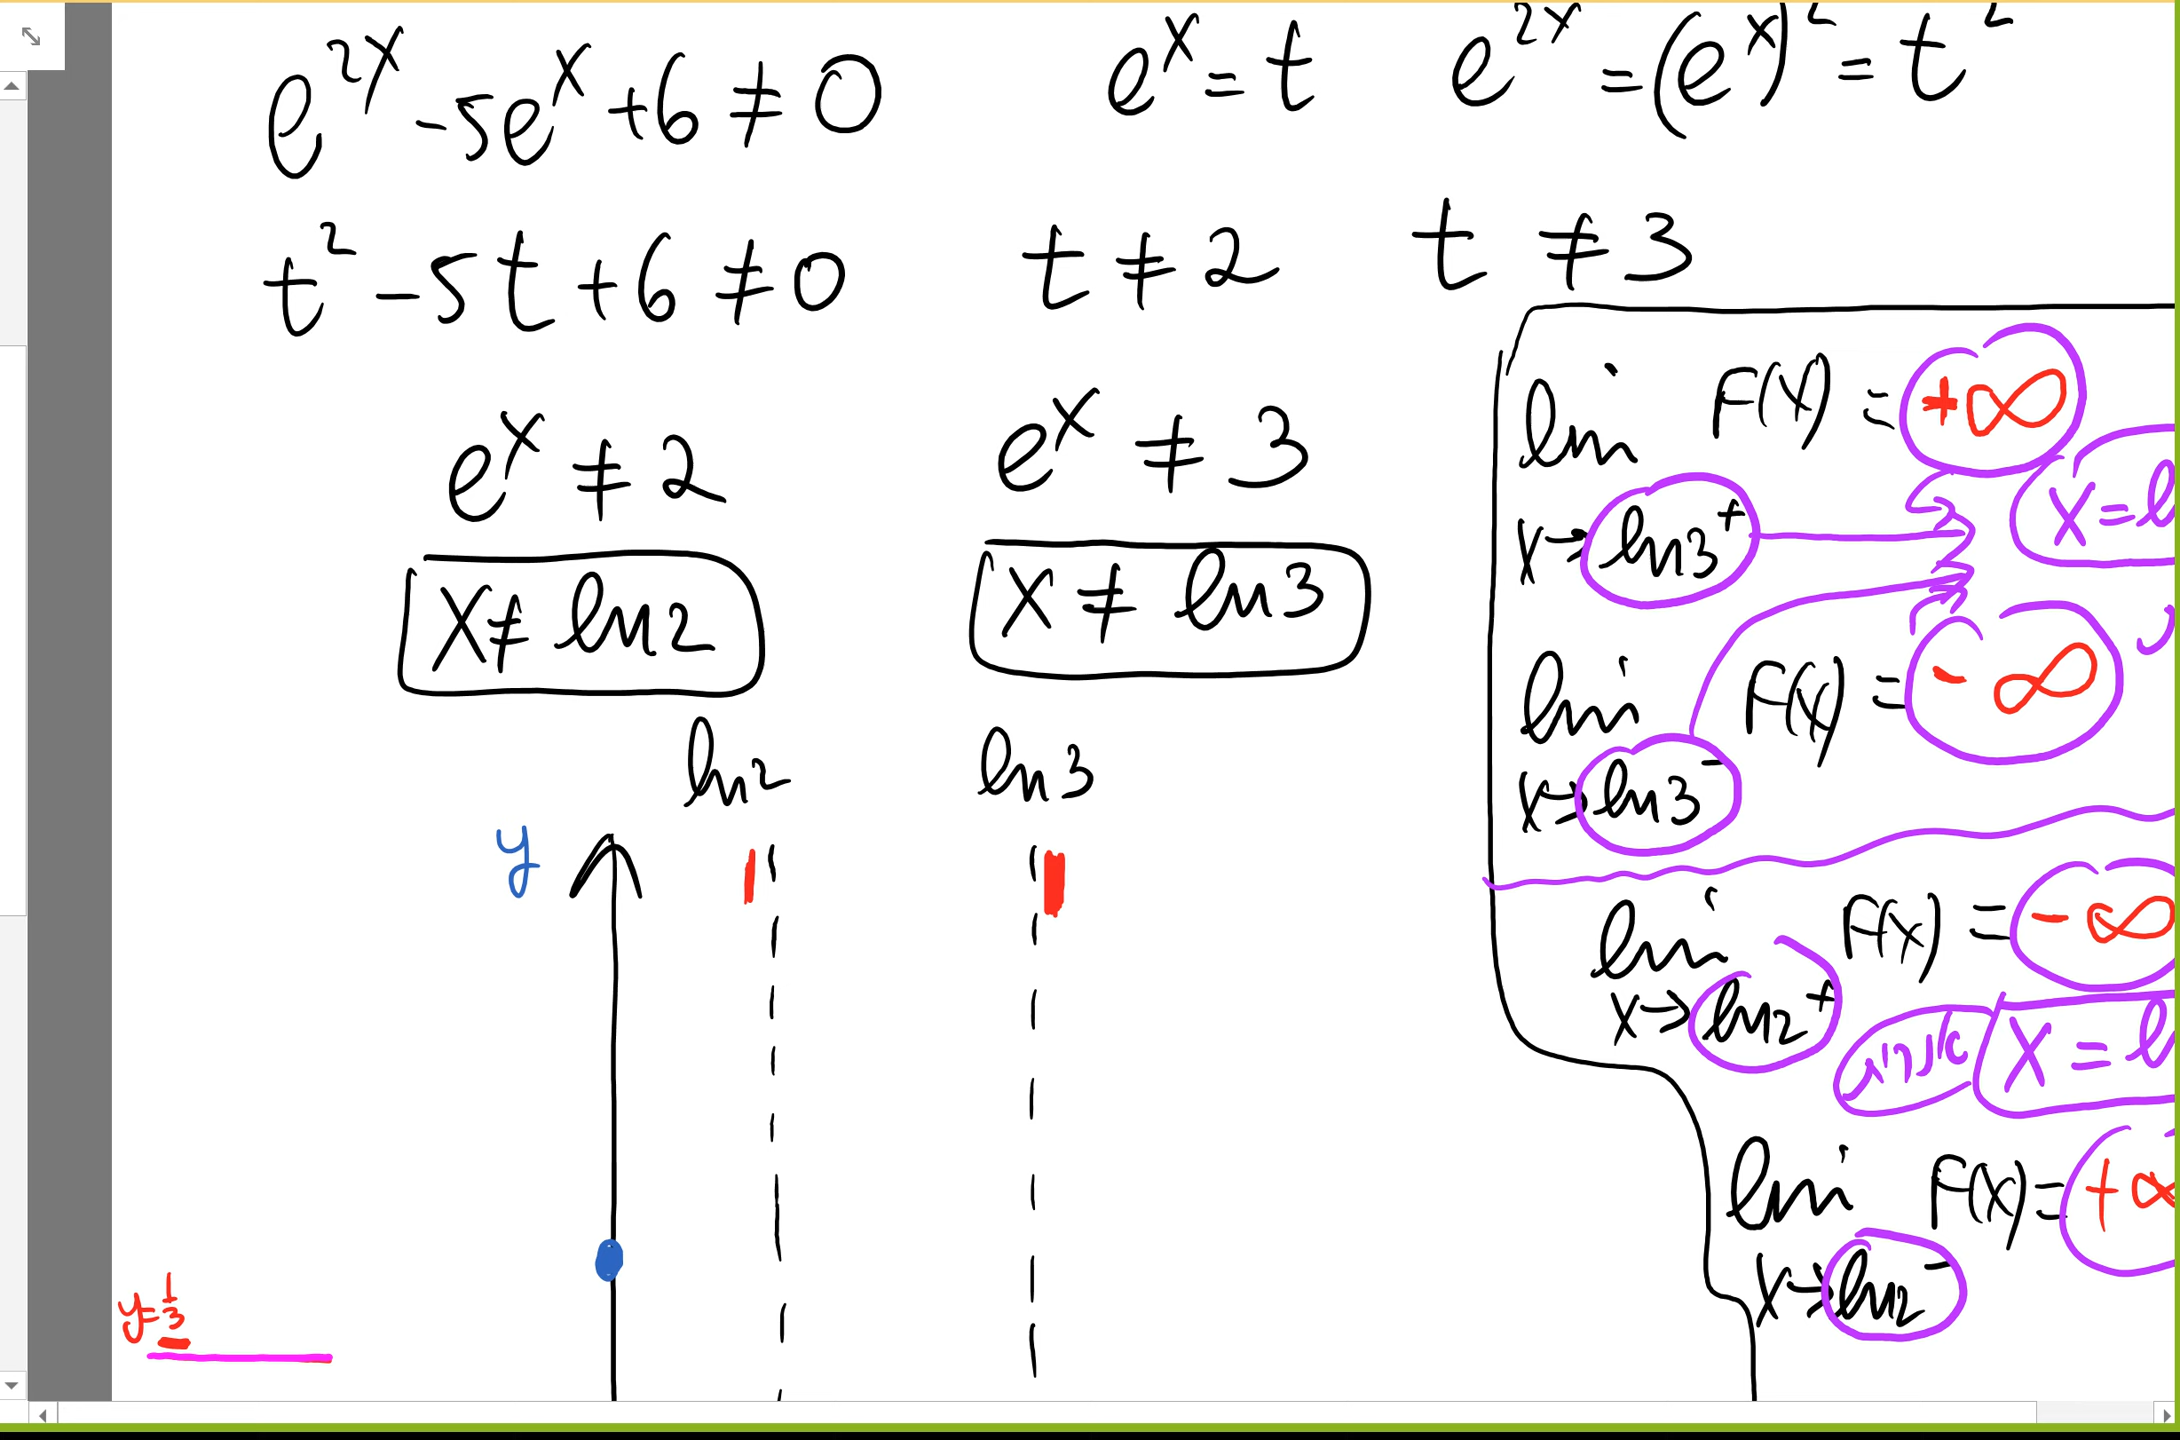 e^{2x} - 5e^x + 6 ≠ 0   e^x = t   e^{2x} = (e^x)^2 = t^2
t^2 - 5t + 6 ≠ 0   t ≠ 2   t ≠ 3
e^x ≠ 2   e^x ≠ 3
x ≠ ln2   x ≠ ln3
ln2   ln3
y
y = 1/3
lim F(x) = +∞
x → ln3^+
x = l
lim F(x) = -∞
x → ln3^-
lim F(x) = -∞
x → ln2^+
x = l
lim F(x) = +∞
x → ln2^-